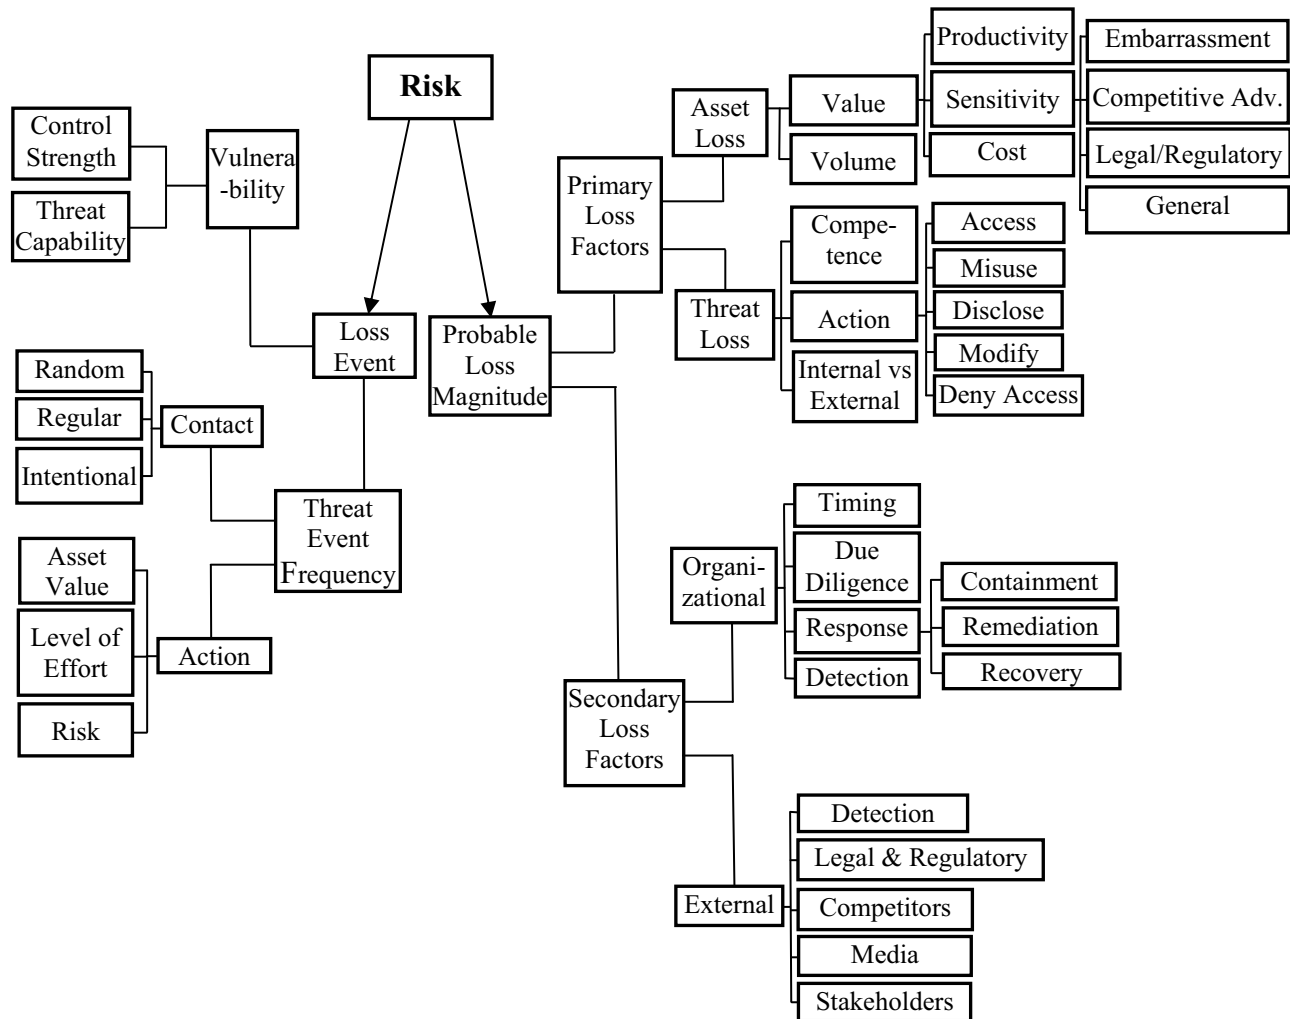 Risk
Control
Strength
Threat
Capability
Vulnera
-bility
Loss
Event
Probable
Loss
Magnitude
Random
Regular
Intentional
Contact
Threat
Event
Frequency
Asset
Value
Level of
Effort
Risk
Action
Primary
Loss
Factors
Asset
Loss
Value
Volume
Productivity
Sensitivity
Cost
Embarrassment
Competitive Adv.
Legal/Regulatory
General
Threat
Loss
Compe-
tence
Action
Internal vs
External
Access
Misuse
Disclose
Modify
Deny Access
Secondary
Loss
Factors
Organi-
zational
Timing
Due
Diligence
Response
Detection
Containment
Remediation
Recovery
External
Detection
Legal & Regulatory
Competitors
Media
Stakeholders